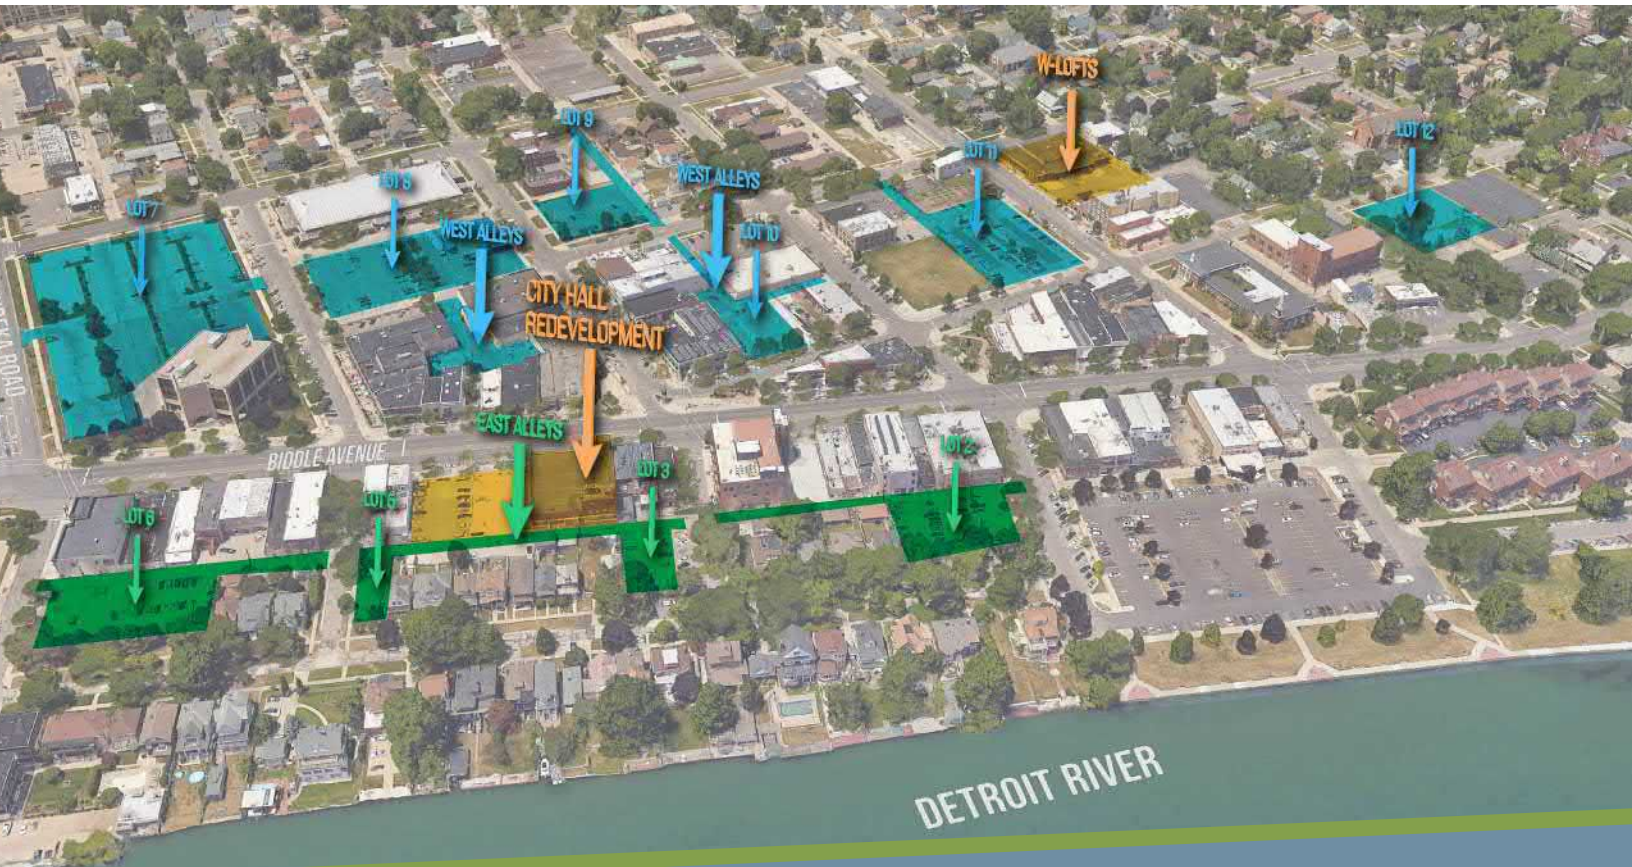 W-LOFTS
LOT 9
LOT 12
LOT 11
WEST ALLEYS
LOT 8
LOT 7
WEST ALLEYS
LOT 10
CITY HALL
REDEVELOPMENT
ROAD
EAST ALLEYS
LOT 2
BIDDLE AVENUE
LOT 3
LOT 5
LOT 6
DETROIT RIVER